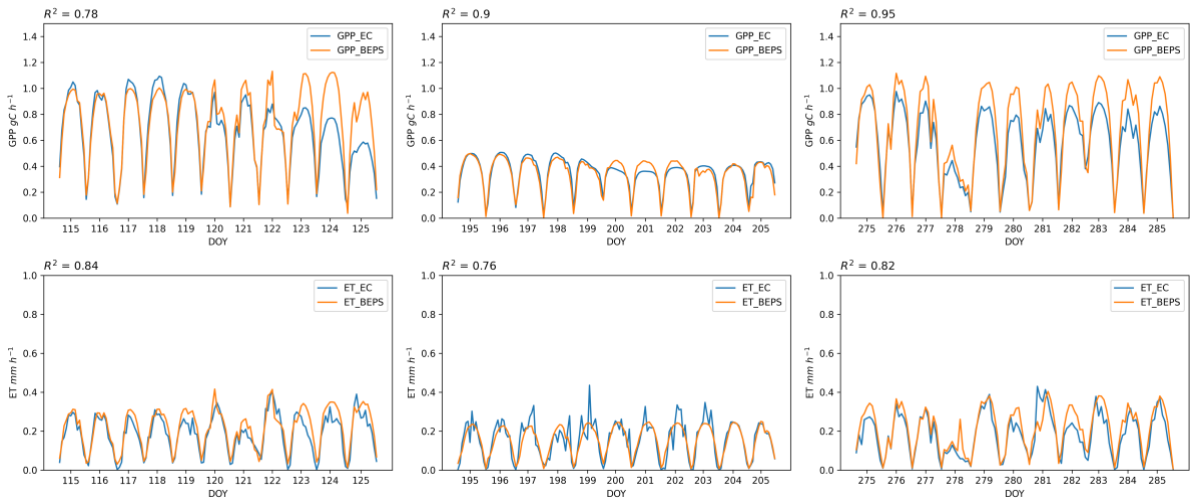 R² = 0.78
GPP_EC
GPP_BEPS
1.4
1.2
1.0
0.8
0.6
0.4
0.2
0.0
GPP gC h⁻¹
115 116 117 118 119 120 121 122 123 124 125
DOY
R² = 0.9
GPP_EC
GPP_BEPS
1.4
1.2
1.0
0.8
0.6
0.4
0.2
0.0
GPP gC h⁻¹
195 196 197 198 199 200 201 202 203 204 205
DOY
R² = 0.95
GPP_EC
GPP_BEPS
1.4
1.2
1.0
0.8
0.6
0.4
0.2
0.0
GPP gC h⁻¹
275 276 277 278 279 280 281 282 283 284 285
DOY
R² = 0.84
ET_EC
ET_BEPS
1.0
0.8
0.6
0.4
0.2
0.0
ET mm h⁻¹
115 116 117 118 119 120 121 122 123 124 125
DOY
R² = 0.76
ET_EC
ET_BEPS
1.0
0.8
0.6
0.4
0.2
0.0
ET mm h⁻¹
195 196 197 198 199 200 201 202 203 204 205
DOY
R² = 0.82
ET_EC
ET_BEPS
1.0
0.8
0.6
0.4
0.2
0.0
ET mm h⁻¹
275 276 277 278 279 280 281 282 283 284 285
DOY